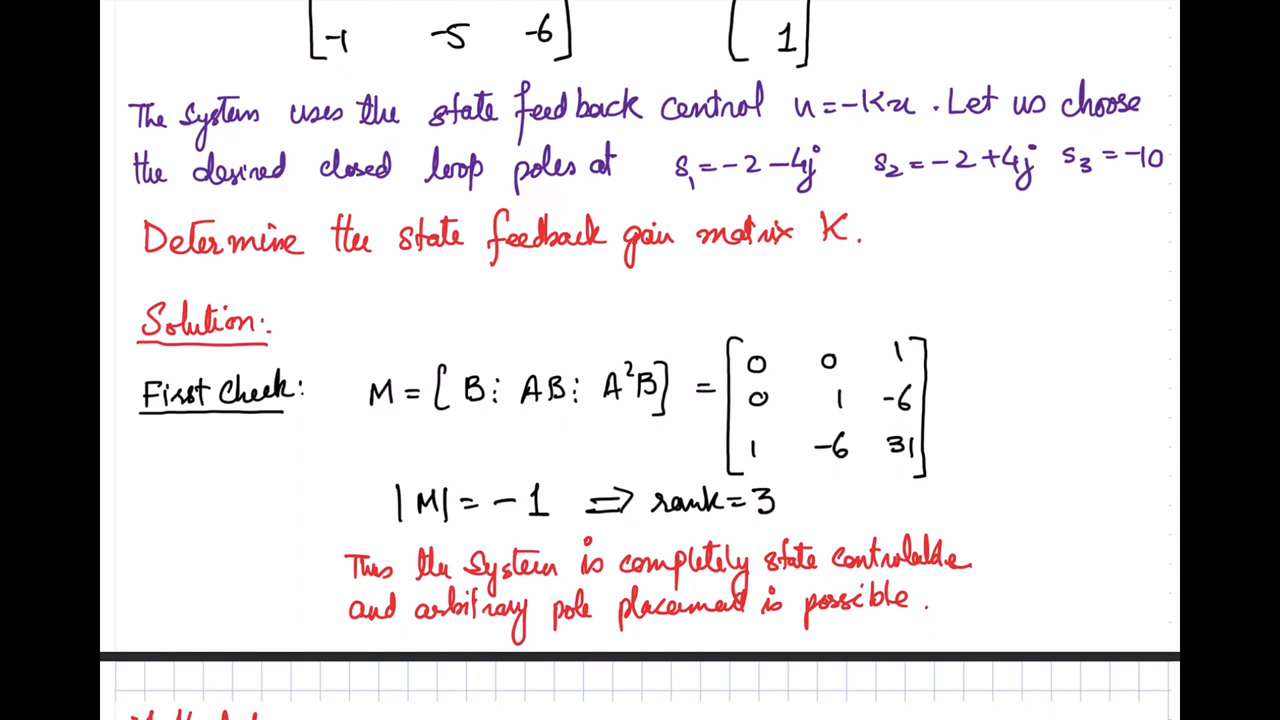 -1 -5 -6 1
The system uses the state feedback control u = -Kx. Let us choose
the desired closed loop poles at s₁ = -2 - 4j s₂ = -2 + 4j s₃ = -10
Determine the state feedback gain matrix K.
Solution:
First Check: M = [ B ⋮ AB ⋮ A²B ] =
0 0 1
0 1 -6
1 -6 31
|M| = -1 ⟹ rank = 3
Thus the System is completely state controllable
and arbitrary pole placement is possible.